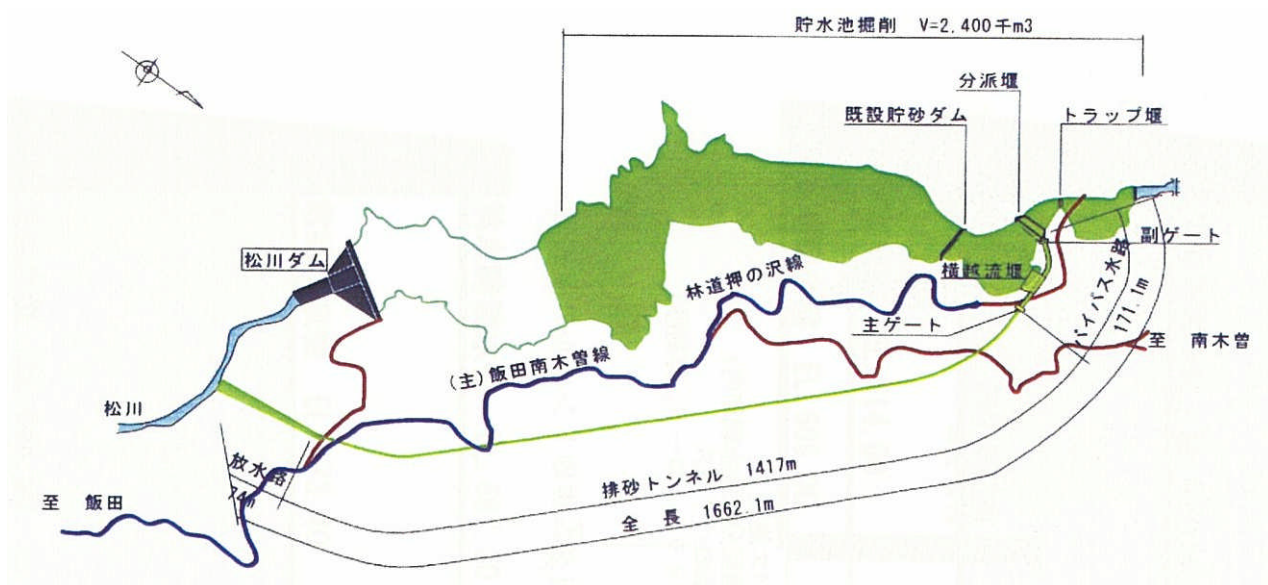 貯水池掘削 V=2,400千m3
分派堰
既設貯砂ダム
トラップ堰
副ゲート
松川ダム
横越流堰
林道押の沢線
主ゲート
バイパス水路
171.1m
至 南木曽
(主)飯田南木曽線
松川
放水路
74m
排砂トンネル 1417m
至 飯田
全 長 1662.1m